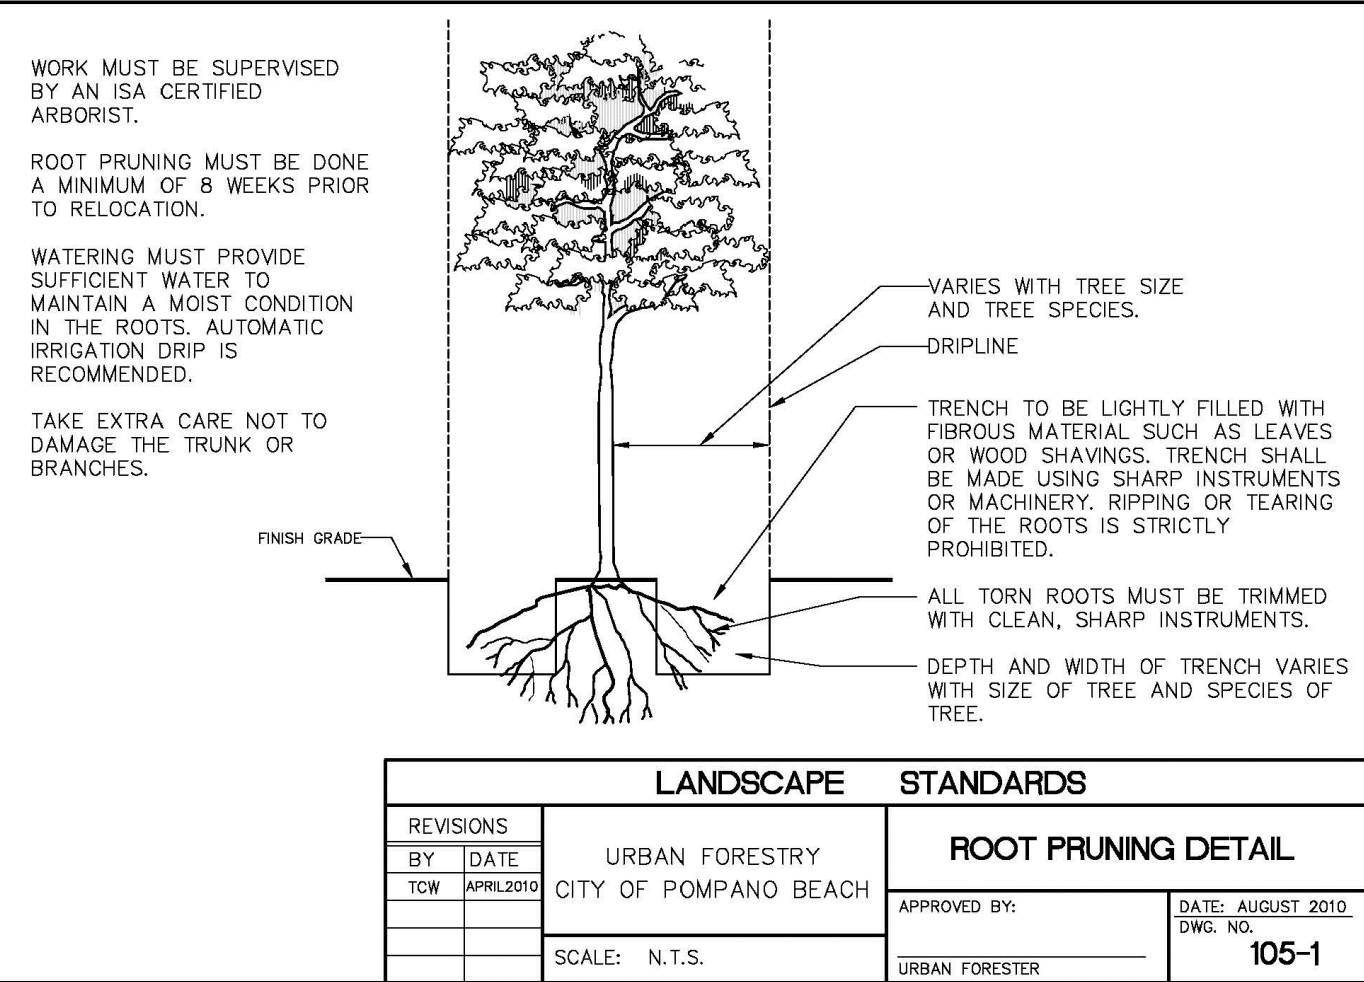 WORK MUST BE SUPERVISED
BY AN ISA CERTIFIED
ARBORIST.
ROOT PRUNING MUST BE DONE
A MINIMUM OF 8 WEEKS PRIOR
TO RELOCATION.
WATERING MUST PROVIDE
SUFFICIENT WATER TO
MAINTAIN A MOIST CONDITION
IN THE ROOTS. AUTOMATIC
IRRIGATION DRIP IS
RECOMMENDED.
TAKE EXTRA CARE NOT TO
DAMAGE THE TRUNK OR
BRANCHES.
FINISH GRADE
VARIES WITH TREE SIZE
AND TREE SPECIES.
DRIPLINE
TRENCH TO BE LIGHTLY FILLED WITH
FIBROUS MATERIAL SUCH AS LEAVES
OR WOOD SHAVINGS. TRENCH SHALL
BE MADE USING SHARP INSTRUMENTS
OR MACHINERY. RIPPING OR TEARING
OF THE ROOTS IS STRICTLY
PROHIBITED.
ALL TORN ROOTS MUST BE TRIMMED
WITH CLEAN, SHARP INSTRUMENTS.
DEPTH AND WIDTH OF TRENCH VARIES
WITH SIZE OF TREE AND SPECIES OF
TREE.
LANDSCAPE STANDARDS
REVISIONS
BY DATE
TCW APRIL2010
URBAN FORESTRY
CITY OF POMPANO BEACH
SCALE: N.T.S.
ROOT PRUNING DETAIL
APPROVED BY:
URBAN FORESTER
DATE: AUGUST 2010
DWG. NO.
105-1